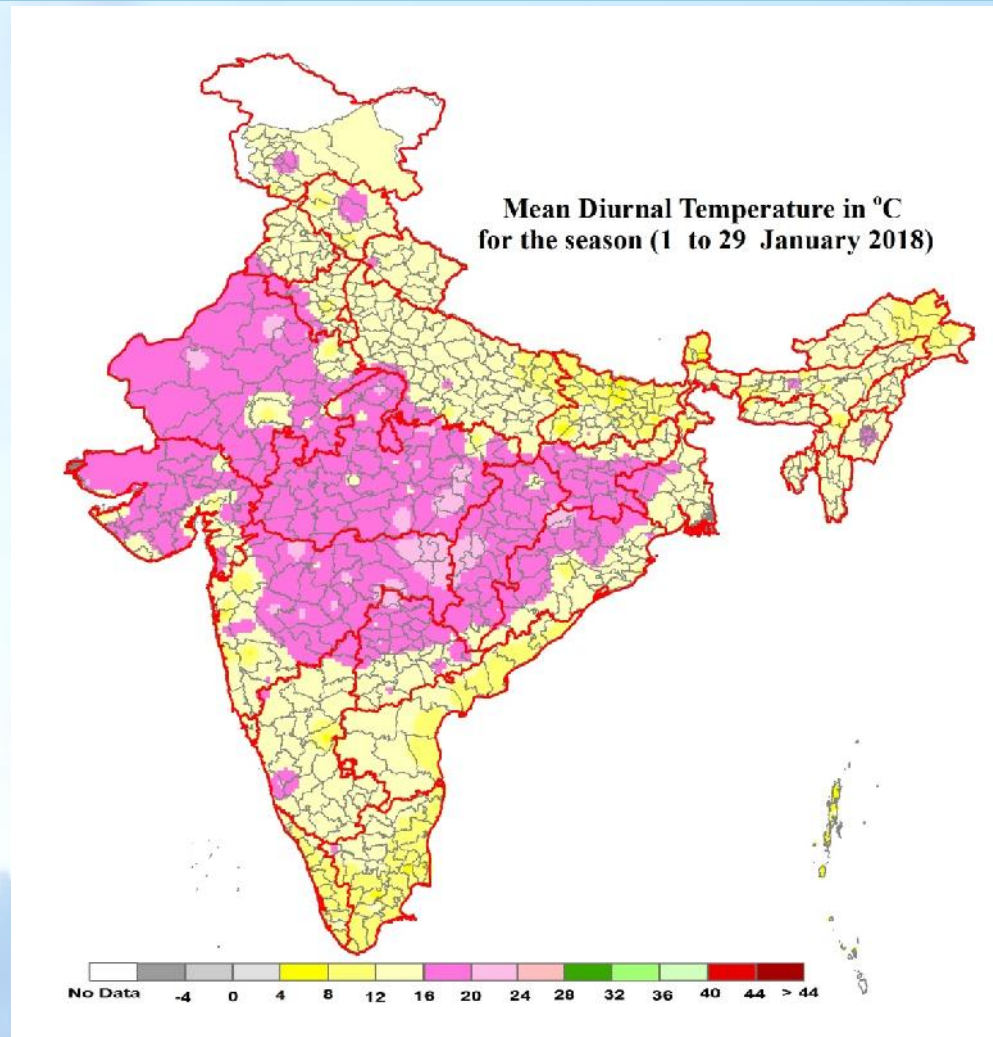 Mean Diurnal Temperature in °C
for the season (1 to 29 January 2018)
No Data -4 0 4 8 12 16 20 24 28 32 36 40 44 > 44